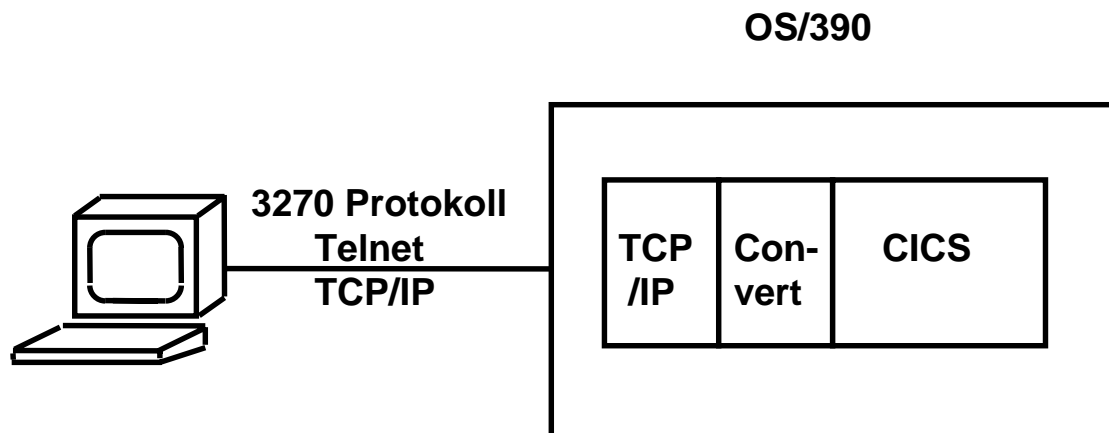 OS/390
3270 Protokoll
Telnet
TCP/IP
TCP
/IP
Con-
vert
CICS